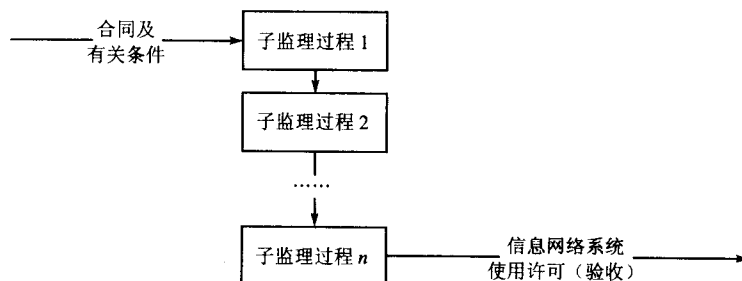 合同及
有关条件
子监理过程 1
子监理过程 2
……
子监理过程 n
信息网络系统
使用许可（验收）